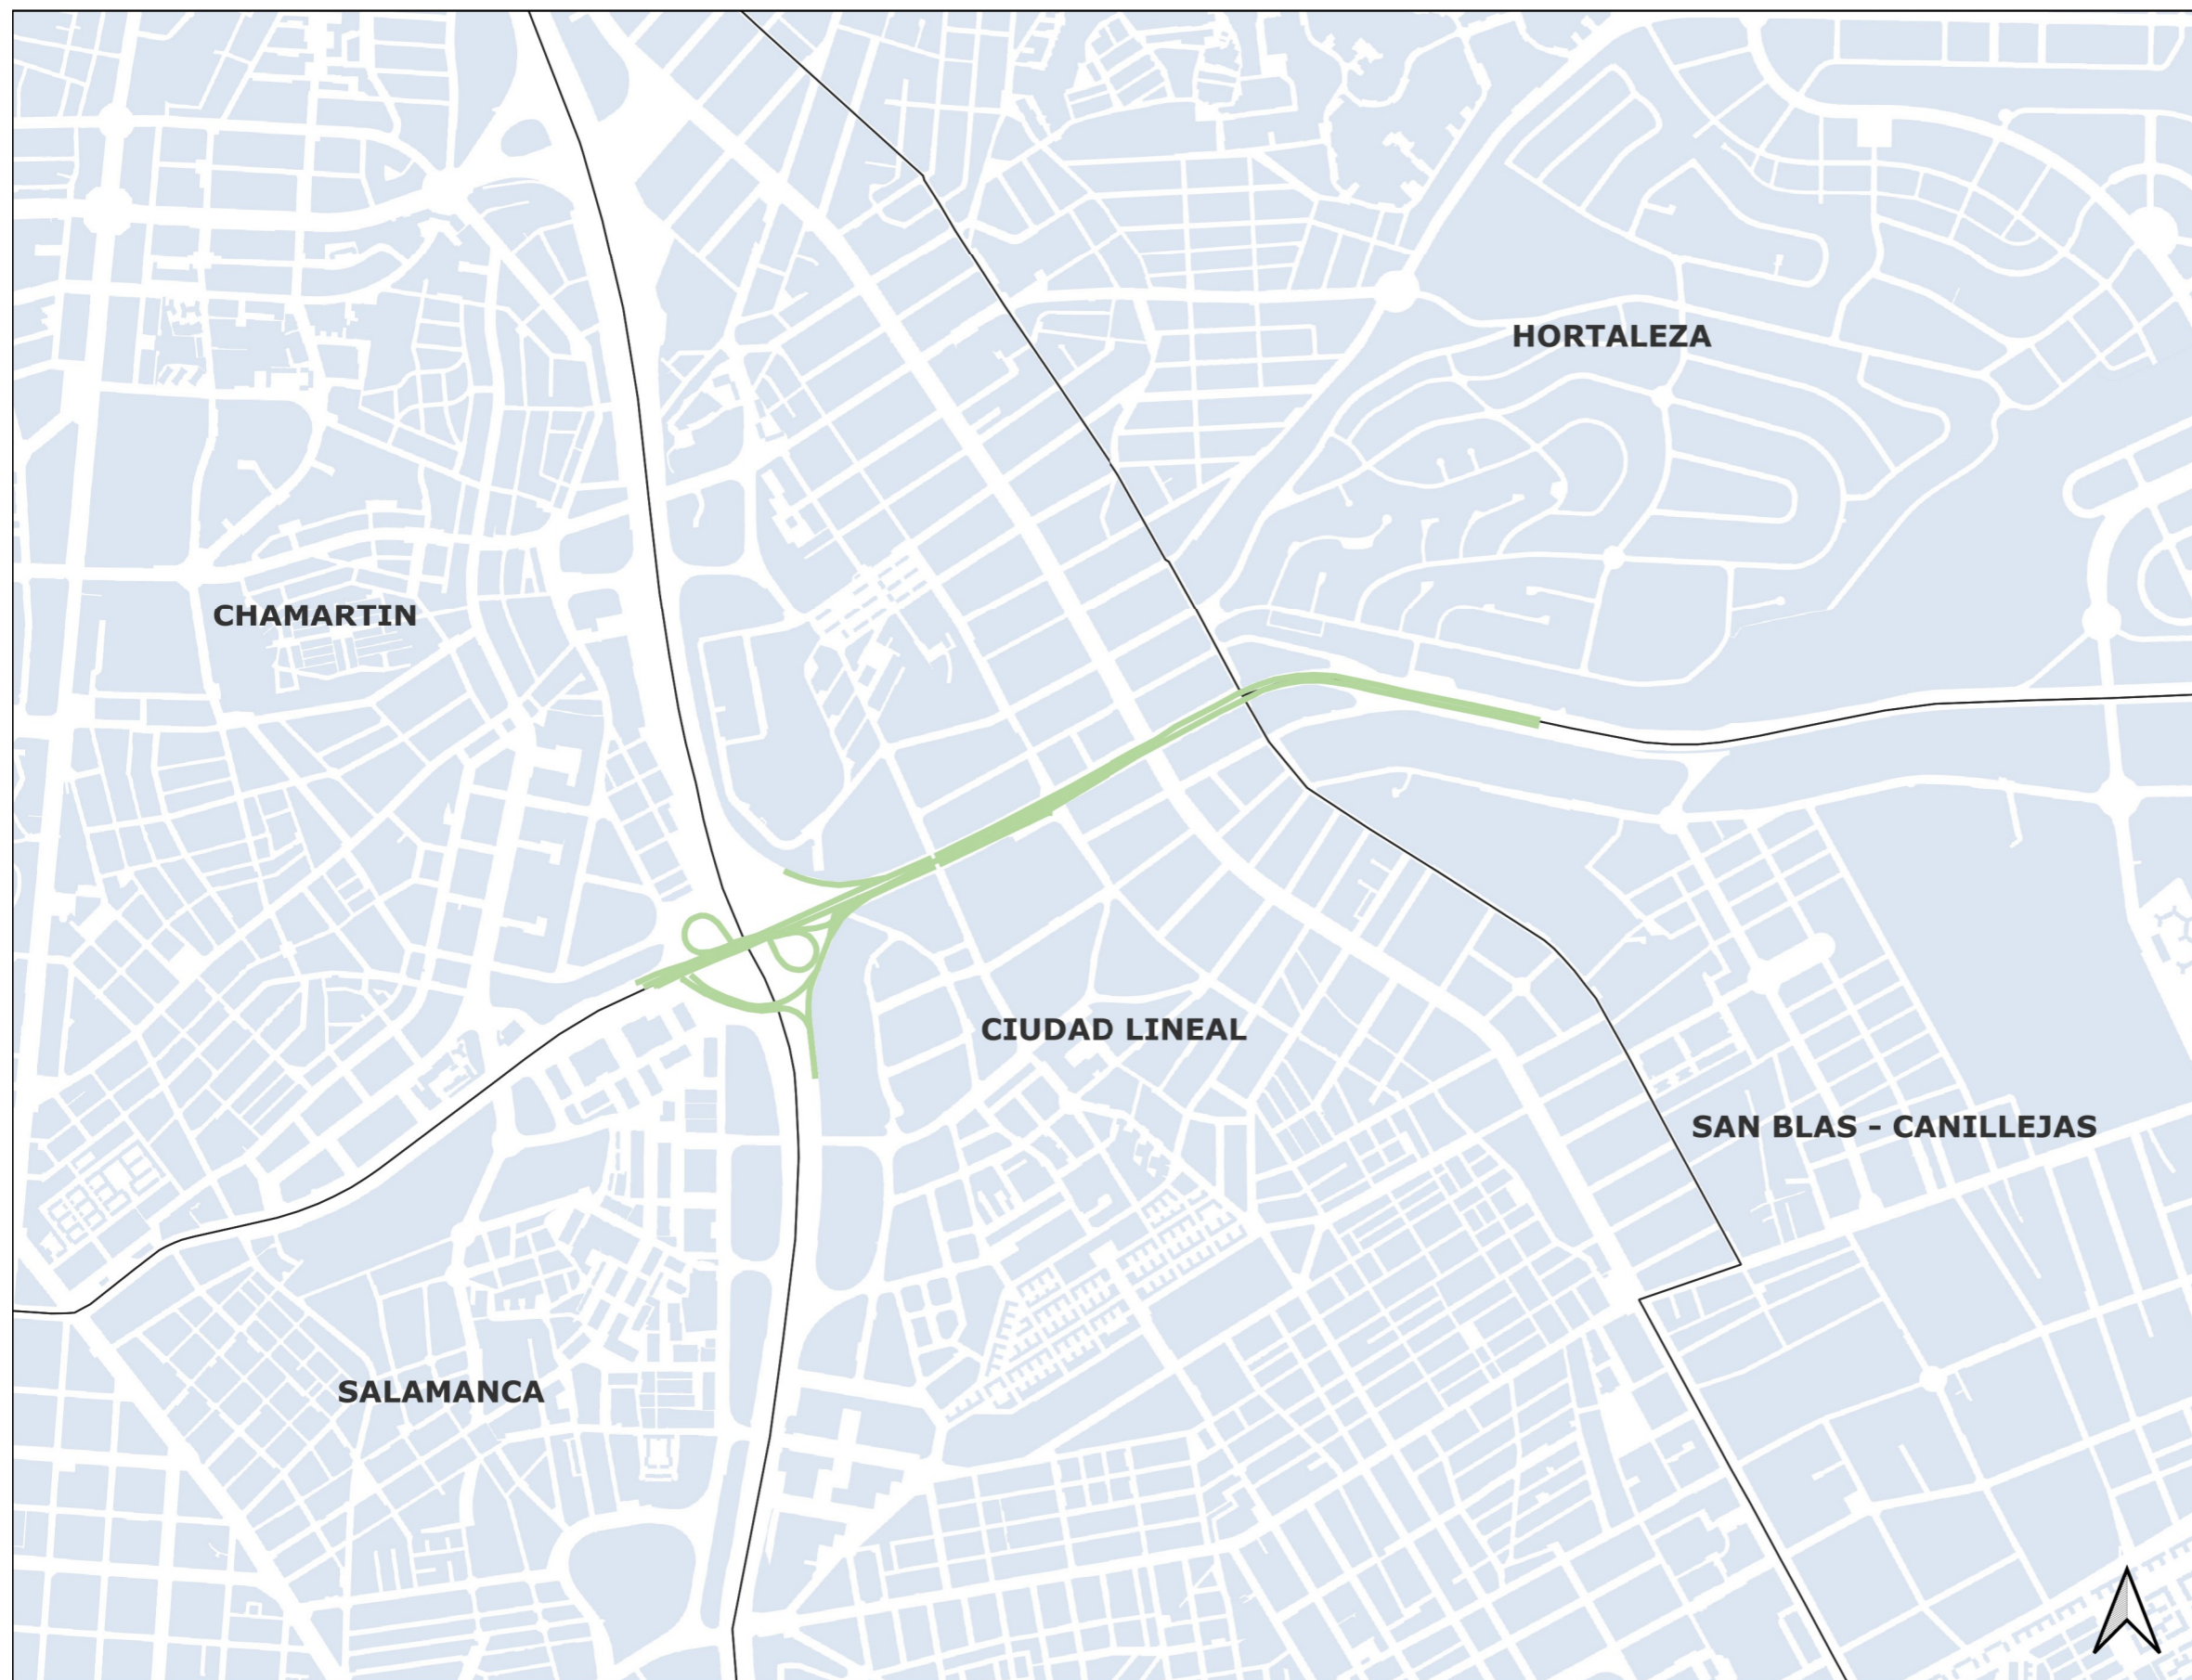 HORTALEZA
CHAMARTIN
CIUDAD LINEAL
SAN BLAS - CANILLEJAS
SALAMANCA